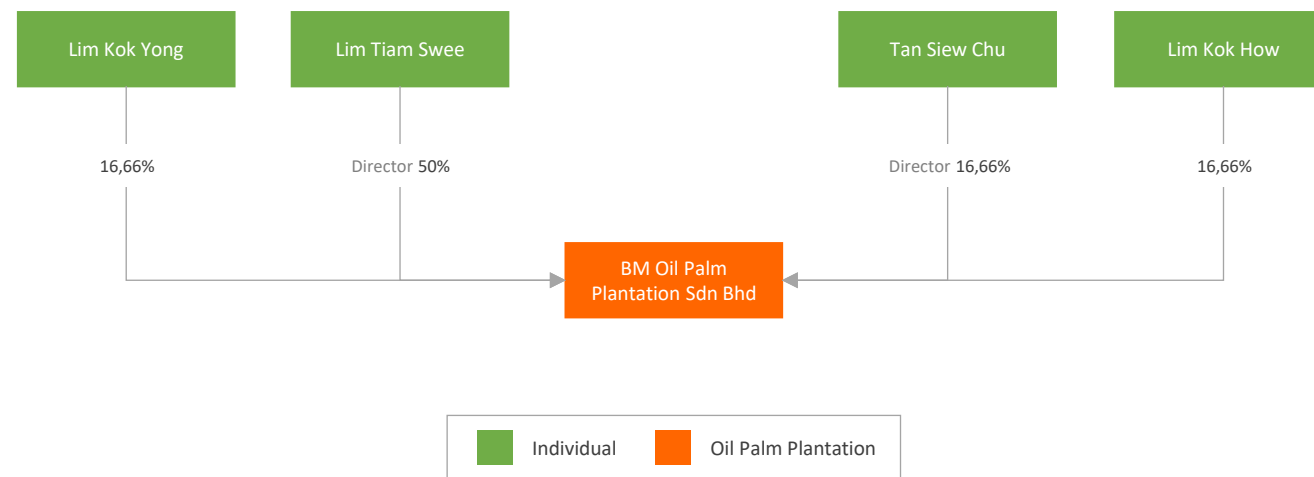 Lim Kok Yong
Lim Tiam Swee
Tan Siew Chu
Lim Kok How
16,66%
Director 50%
Director 16,66%
16,66%
BM Oil Palm
Plantation Sdn Bhd
Individual
Oil Palm Plantation